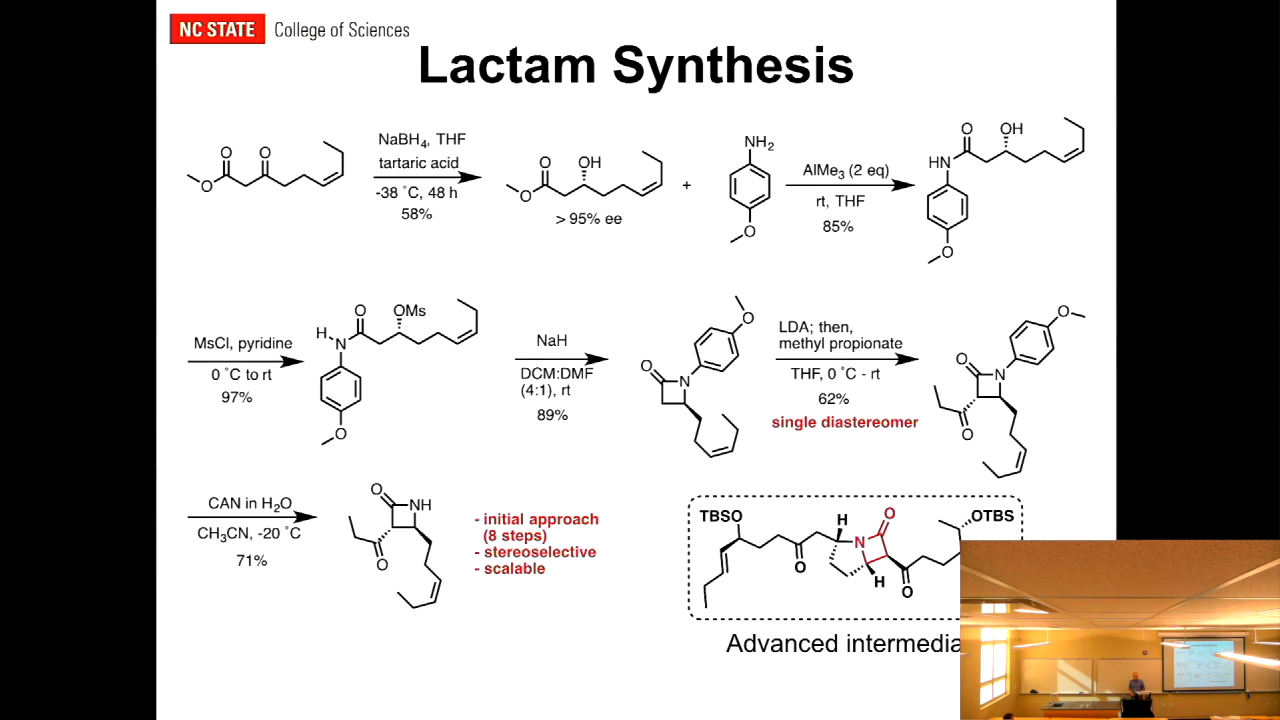 NC STATE College of Sciences
Lactam Synthesis
NaBH4, THF
tartaric acid
-38 ˚C, 48 h
58%
O
O
O
O
OH
O
> 95% ee
+
NH2
O
AlMe3 (2 eq)
rt, THF
85%
O
OH
HN
O
MsCl, pyridine
0 ˚C to rt
97%
O
OMs
H
N
O
NaH
DCM:DMF
(4:1), rt
89%
O
O
N
LDA; then,
methyl propionate
THF, 0 ˚C - rt
62%
single diastereomer
O
O
N
O
CAN in H2O
CH3CN, -20 ˚C
71%
O
NH
O
- initial approach
(8 steps)
- stereoselective
- scalable
TBSO
H
O
OTBS
N
O
H
O
Advanced intermedia